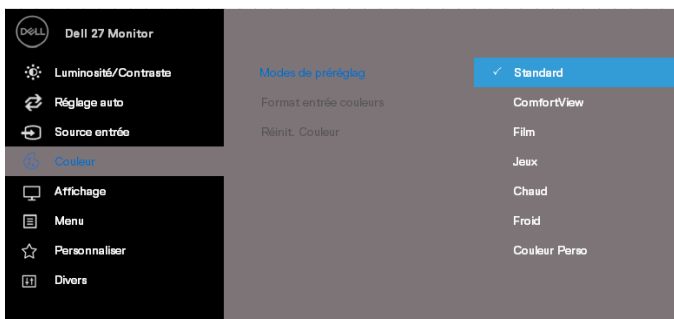 DELL
Dell 27 Monitor
Luminosité/Contraste
Réglage auto
Source entrée
Couleur
Affichage
Menu
Personnaliser
Divers
Modes de préréglag
Format entrée couleurs
Réinit. Couleur
Standard
ComfortView
Film
Jeux
Chaud
Froid
Couleur Perso